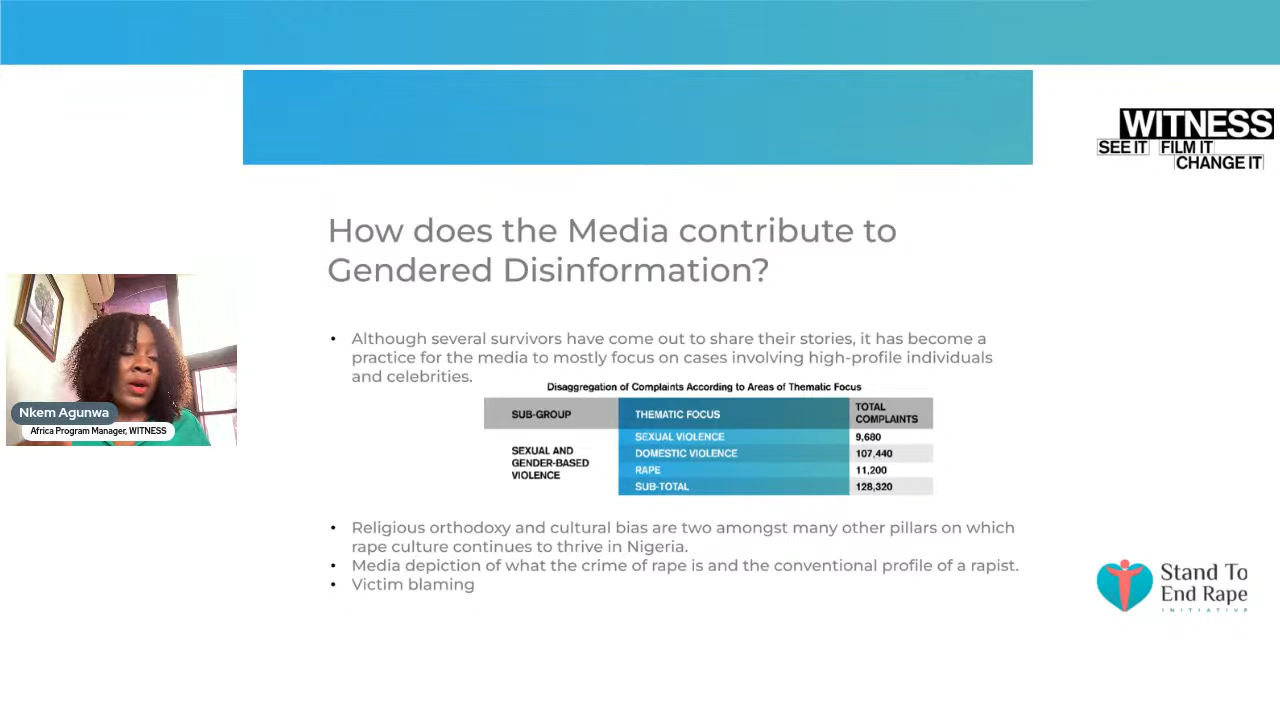 WITNESS
SEE IT FILM IT
CHANGE IT
How does the Media contribute to
Gendered Disinformation?
• Although several survivors have come out to share their stories, it has become a
practice for the media to mostly focus on cases involving high-profile individuals
and celebrities.
Disaggregation of Complaints According to Areas of Thematic Focus
SUB-GROUP THEMATIC FOCUS TOTAL
COMPLAINTS
SEXUAL AND
GENDER-BASED
VIOLENCE
SEXUAL VIOLENCE 9,680
DOMESTIC VIOLENCE 107,440
RAPE 11,200
SUB-TOTAL 128,320
Nkem Agunwa
Africa Program Manager, WITNESS
• Religious orthodoxy and cultural bias are two amongst many other pillars on which
rape culture continues to thrive in Nigeria.
• Media depiction of what the crime of rape is and the conventional profile of a rapist.
• Victim blaming
Stand To
End Rape
INITIATIVE